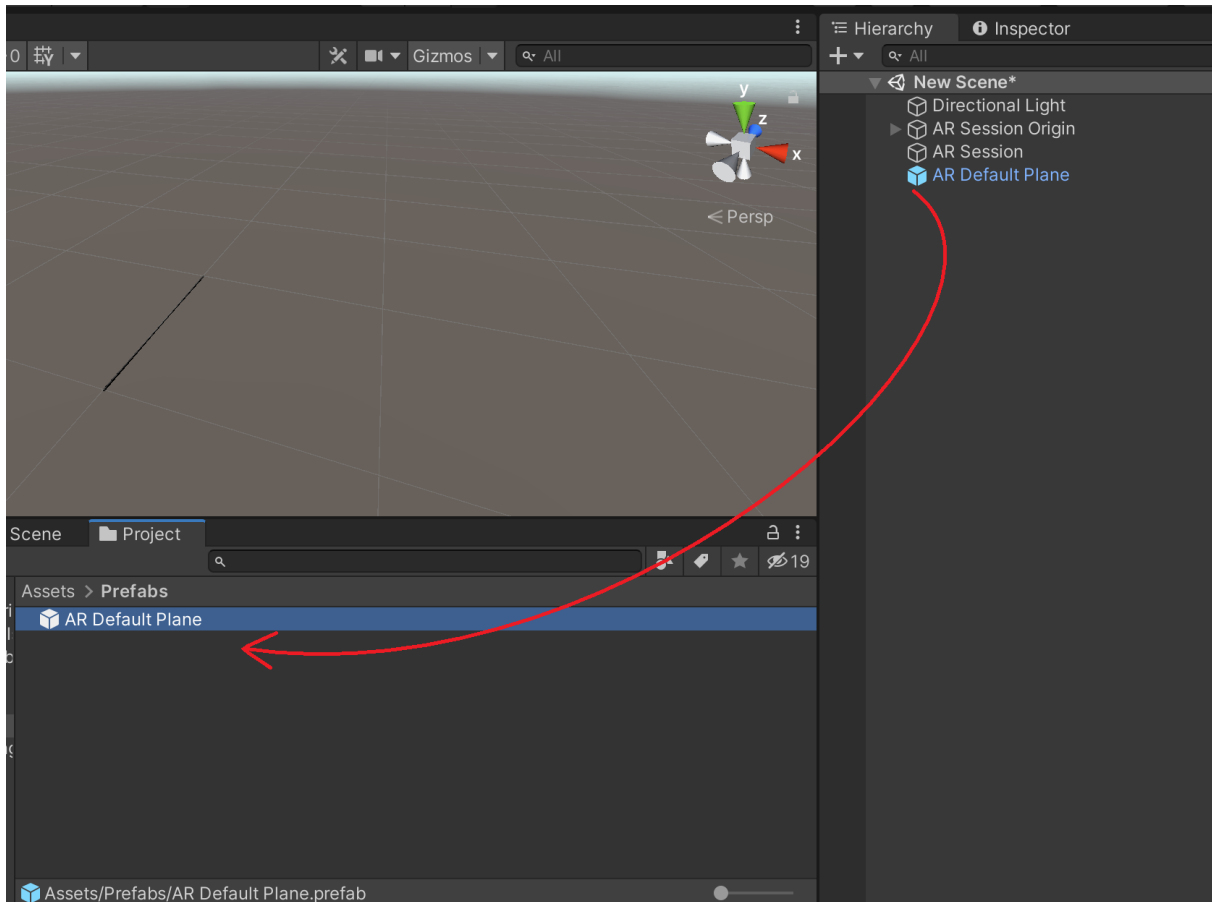 Hierarchy
Inspector
0
Gizmos
All
All
New Scene*
Directional Light
AR Session Origin
AR Session
AR Default Plane
y
z
x
Persp
Scene
Project
19
Assets > Prefabs
AR Default Plane
Assets/Prefabs/AR Default Plane.prefab